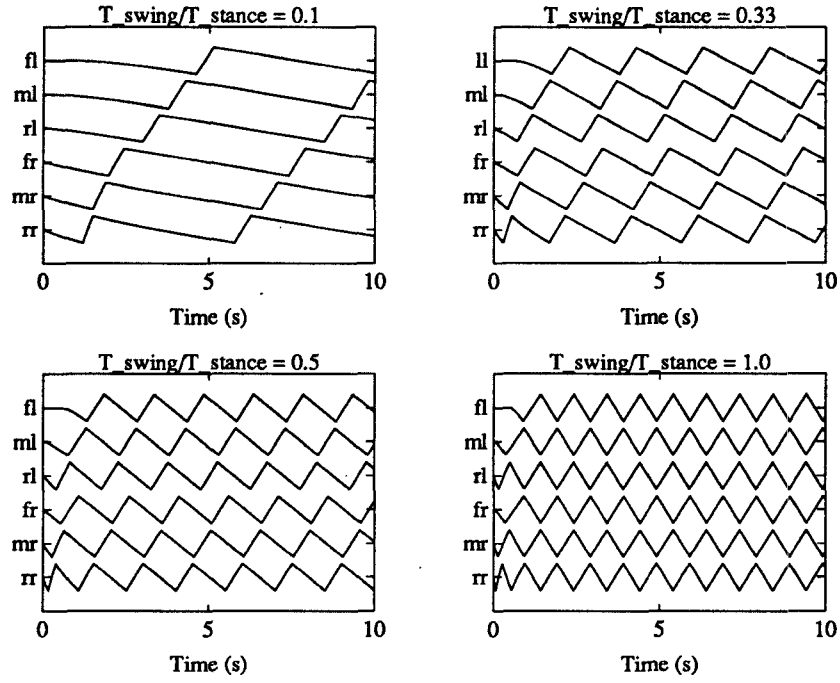 T_swing/T_stance = 0.1
fl
ml
rl
fr
mr
rr
0 5 10
Time (s)
T_swing/T_stance = 0.33
ll
ml
rl
fr
mr
rr
0 5 10
Time (s)
T_swing/T_stance = 0.5
fl
ml
rl
fr
mr
rr
0 5 10
Time (s)
T_swing/T_stance = 1.0
fl
ml
rl
fr
mr
rr
0 5 10
Time (s)